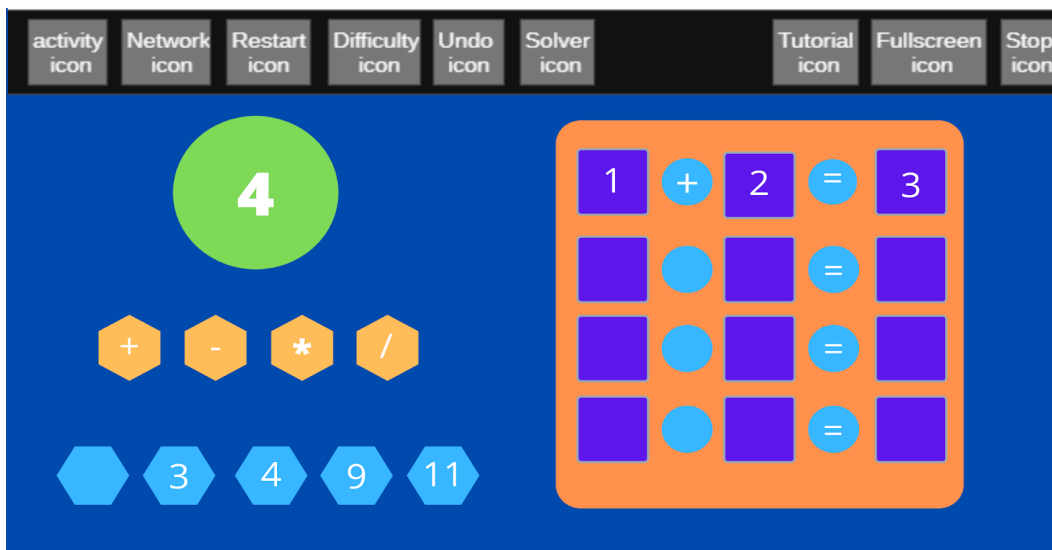 activity icon
Network icon
Restart icon
Difficulty icon
Undo icon
Solver icon
Tutorial icon
Fullscreen icon
Stop icon
4
+ - * /
3 4 9 11
1 + 2 = 3
=
=
=